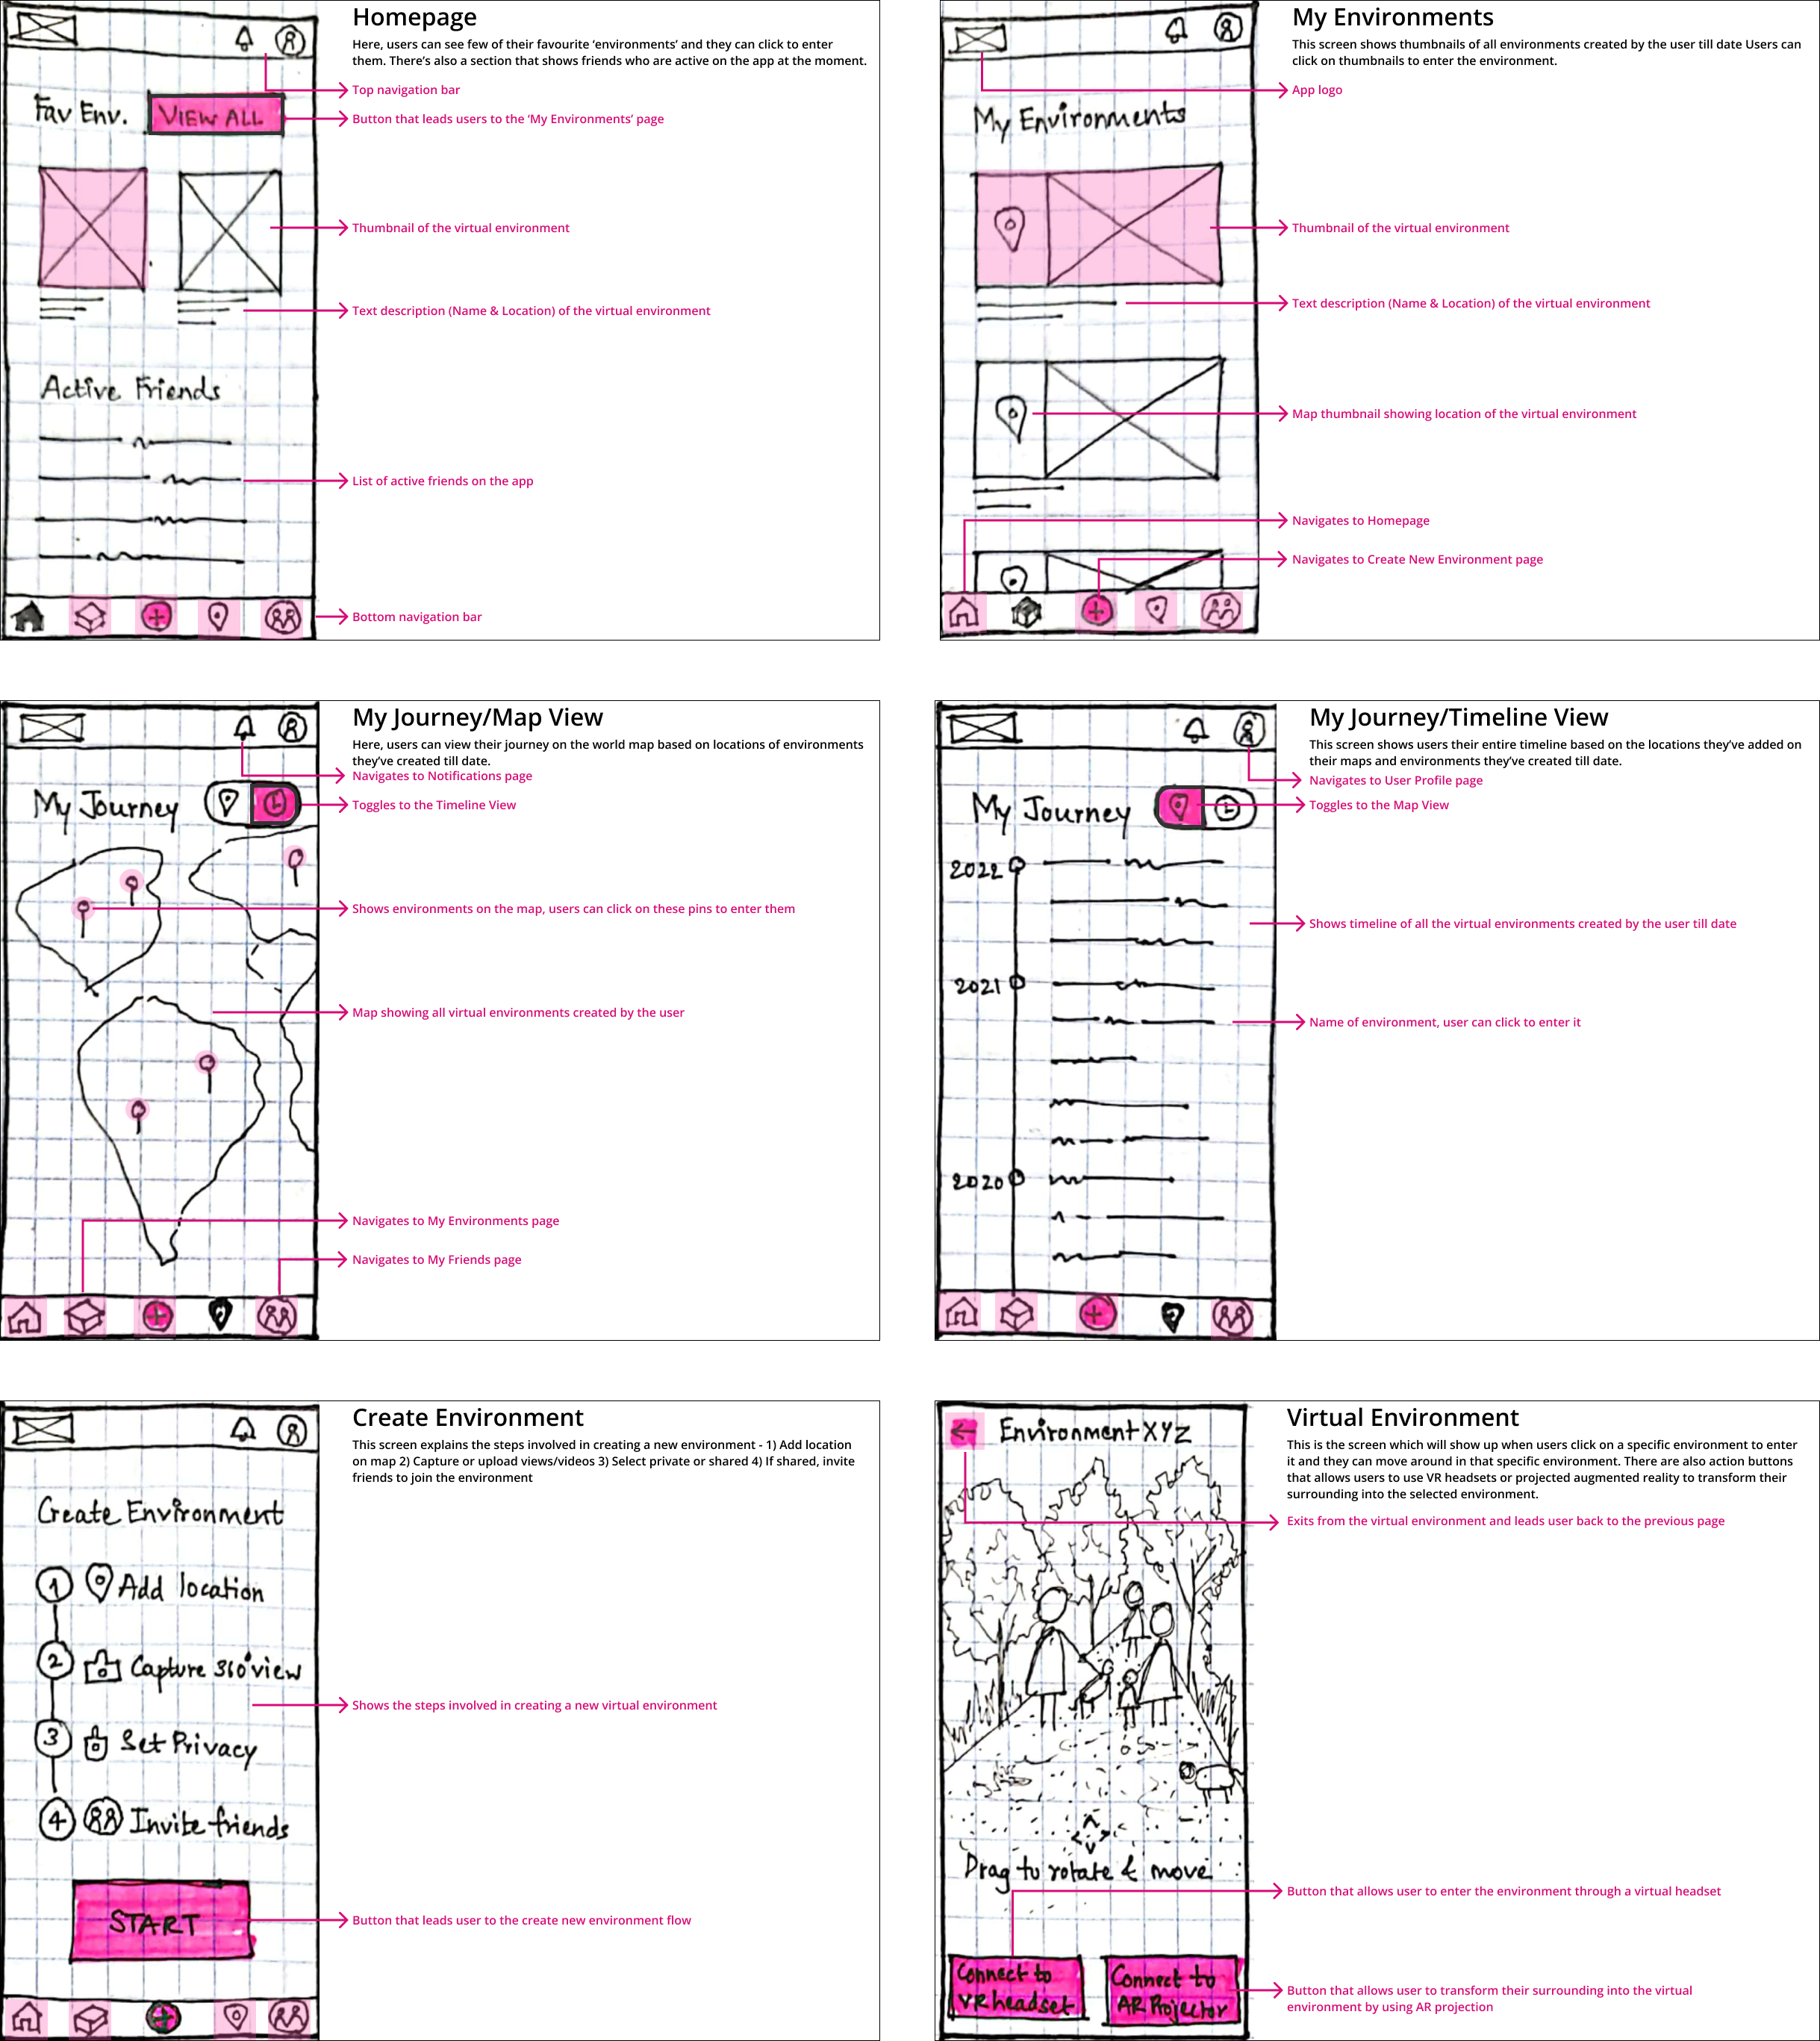 Homepage
Here, users can see few of their favourite ‘environments’ and they can click to enter
them. There’s also a section that shows friends who are active on the app at the moment.
Top navigation bar
Fav Env.
VIEW ALL
Button that leads users to the ‘My Environments’ page
Thumbnail of the virtual environment
Text description (Name & Location) of the virtual environment
Active Friends
List of active friends on the app
Bottom navigation bar
My Environments
This screen shows thumbnails of all environments created by the user till date Users can
click on thumbnails to enter the environment.
App logo
My Environments
Thumbnail of the virtual environment
Text description (Name & Location) of the virtual environment
Map thumbnail showing location of the virtual environment
Navigates to Homepage
Navigates to Create New Environment page
My Journey/Map View
Here, users can view their journey on the world map based on locations of environments
they’ve created till date.
Navigates to Notifications page
My Journey
Toggles to the Timeline View
Shows environments on the map, users can click on these pins to enter them
Map showing all virtual environments created by the user
Navigates to My Environments page
Navigates to My Friends page
My Journey/Timeline View
This screen shows users their entire timeline based on the locations they’ve added on
their maps and environments they’ve created till date.
Navigates to User Profile page
My Journey
Toggles to the Map View
2022
Shows timeline of all the virtual environments created by the user till date
2021
Name of environment, user can click to enter it
2020
Create Environment
This screen explains the steps involved in creating a new environment - 1) Add location
on map 2) Capture or upload views/videos 3) Select private or shared 4) If shared, invite
friends to join the environment
Create Environment
1 Add location
2 Capture 360° view
Shows the steps involved in creating a new virtual environment
3 Set Privacy
4 Invite friends
START
Button that leads user to the create new environment flow
Virtual Environment
This is the screen which will show up when users click on a specific environment to enter
it and they can move around in that specific environment. There are also action buttons
that allows users to use VR headsets or projected augmented reality to transform their
surrounding into the selected environment.
Environment XYZ
Exits from the virtual environment and leads user back to the previous page
Drag to rotate & move
Button that allows user to enter the environment through a virtual headset
Connect to
VR headset
Connect to
AR Projector
Button that allows user to transform their surrounding into the virtual
environment by using AR projection